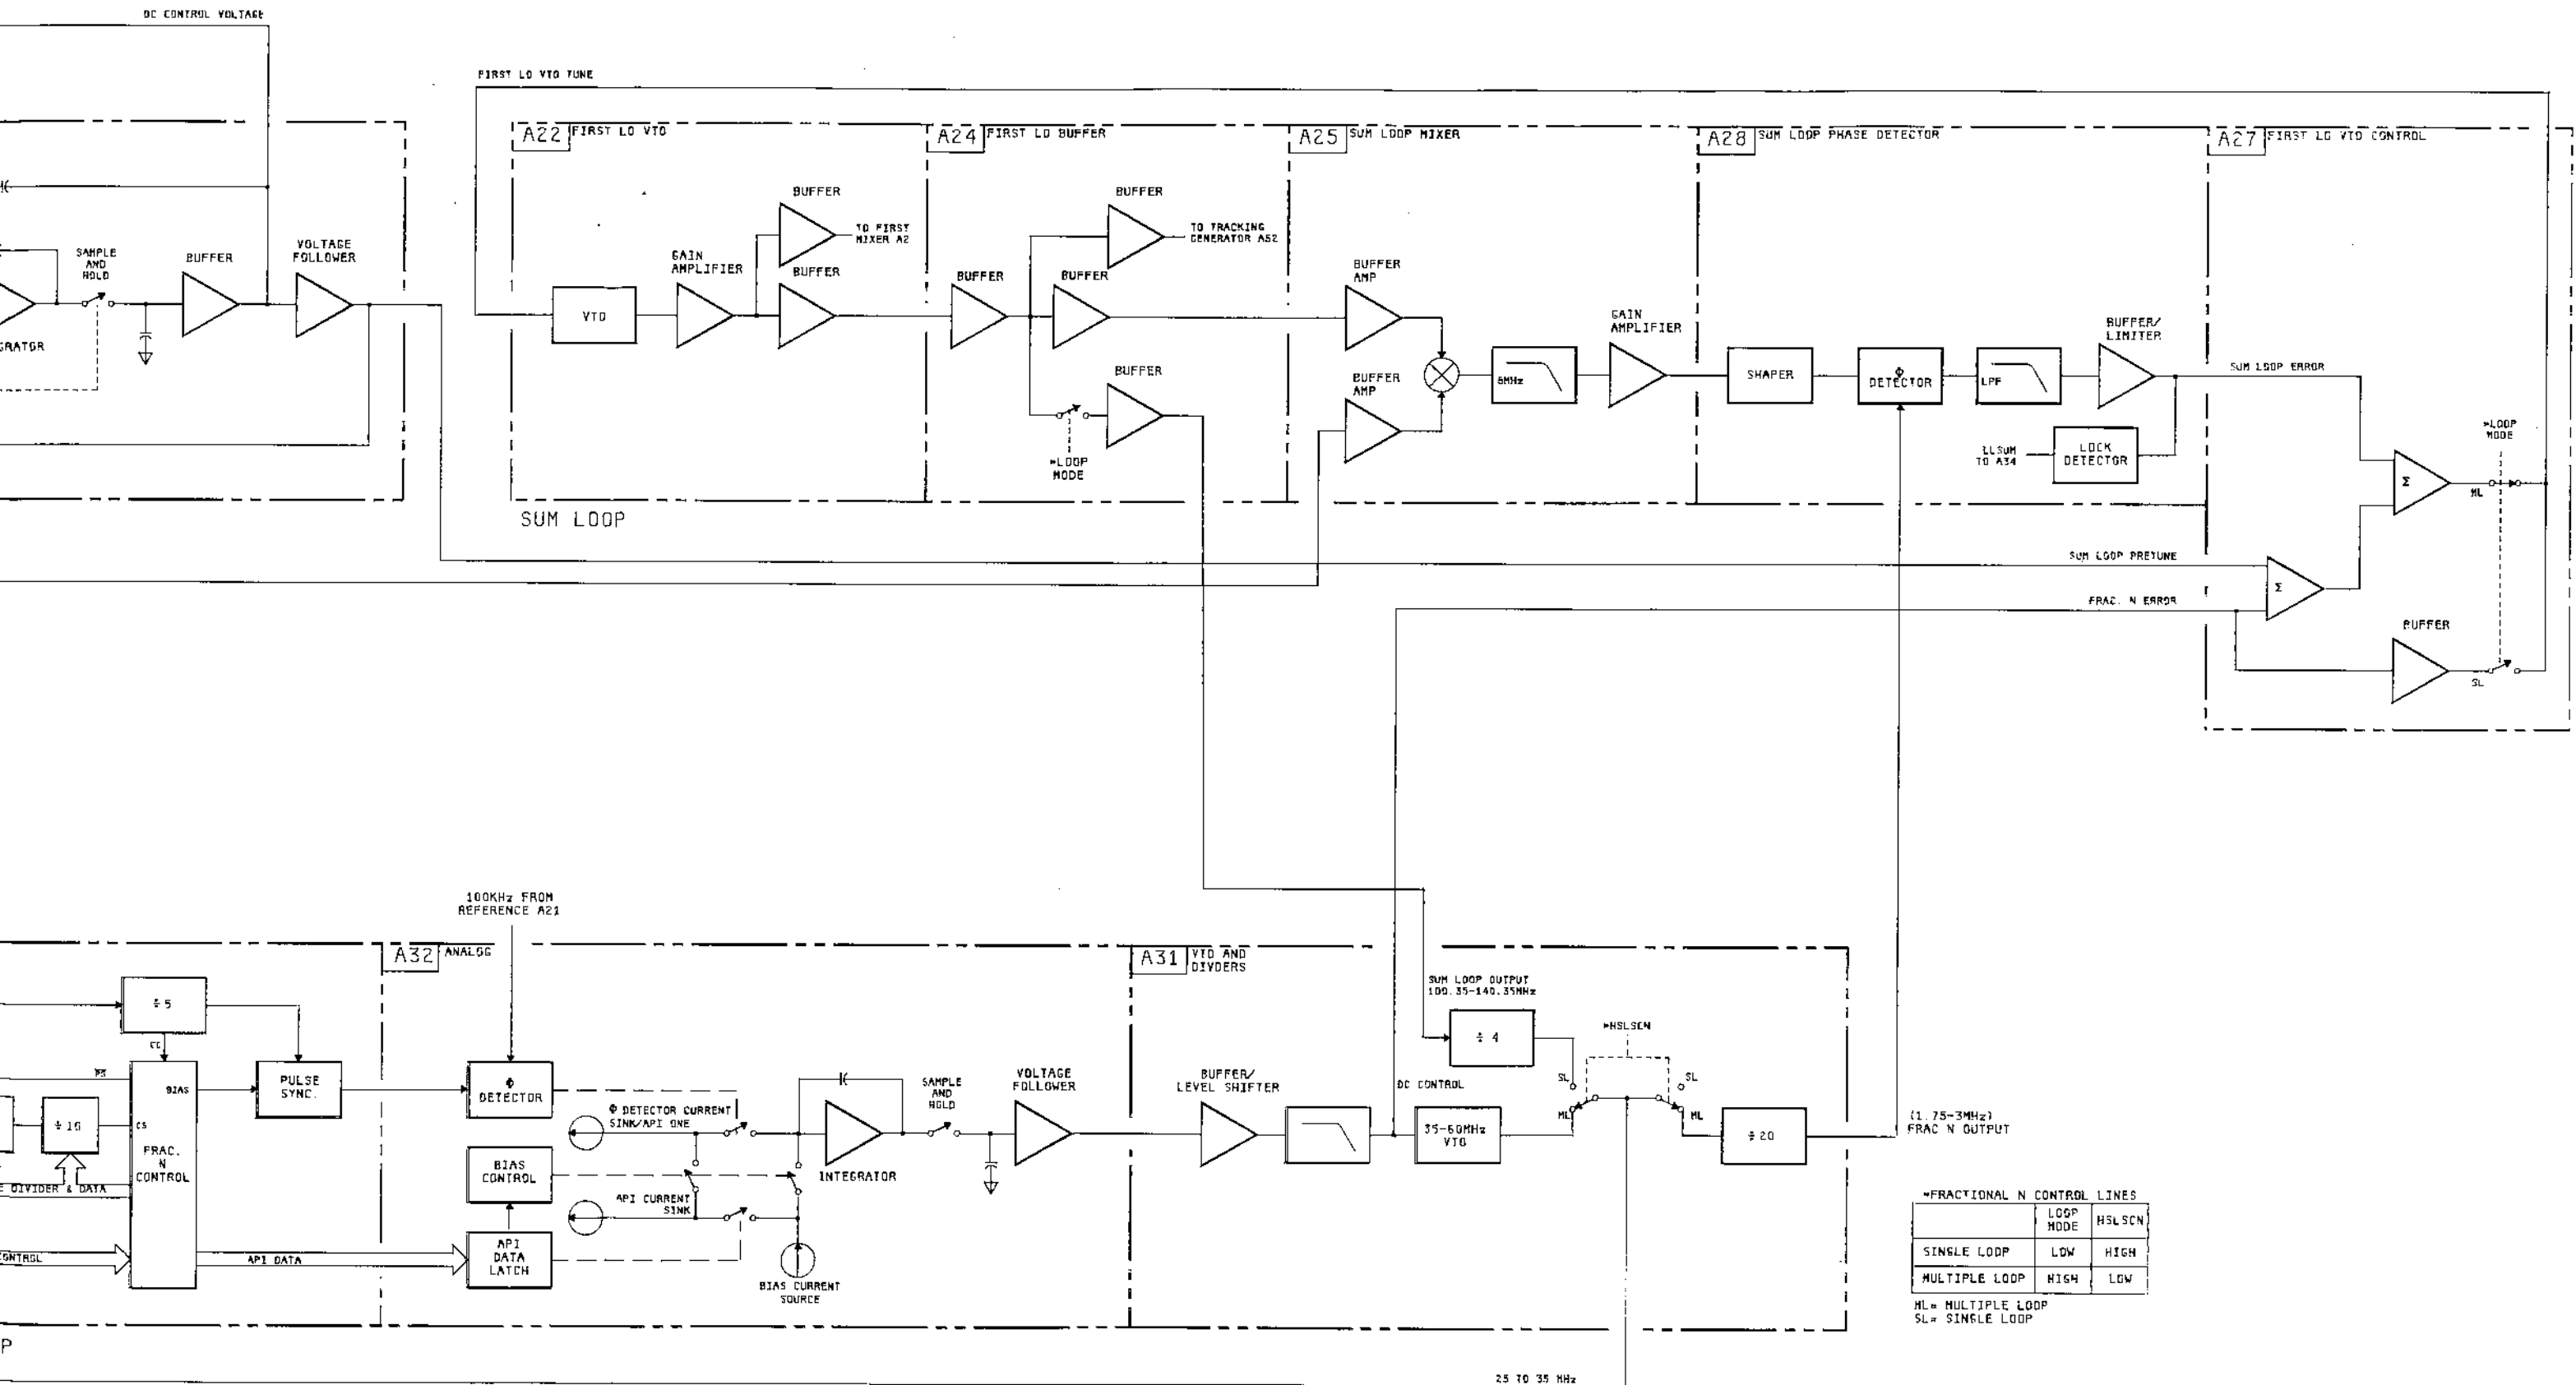 DC CONTROL VOLTAGE
FIRST LO VTO TUNE
A22
FIRST LO VTO
A24
FIRST LO BUFFER
A25
SUM LOOP MIXER
A28
SUM LOOP PHASE DETECTOR
A27
FIRST LO VTO CONTROL
SAMPLE
AND
HOLD
BUFFER
VOLTAGE
FOLLOWER
GRATOR
BUFFER
TO FIRST
MIXER A2
GAIN
AMPLIFIER
BUFFER
VTO
BUFFER
TO TRACKING
GENERATOR A52
BUFFER
BUFFER
BUFFER
*LOOP
MODE
BUFFER
AMP
BUFFER
AMP
6MHz
GAIN
AMPLIFIER
SHAPER
Φ
DETECTOR
LPF
BUFFER/
LIMITER
LLSUM
TO A34
LOCK
DETECTOR
SUM LOOP ERROR
*LOOP
MODE
Σ
ML
SUM LOOP
SUM LOOP PRETUNE
FRAC. N ERROR
Σ
BUFFER
SL
100KHz FROM
REFERENCE A21
A32
ANALOG
A31
VTO AND
DIVDERS
÷5
PULSE
SYNC.
BIAS
÷16
CS
FRAC.
N
CONTROL
E DIVIDER & DATA
ONTROL
API DATA
Φ
DETECTOR
Φ DETECTOR CURRENT
SINK/API ONE
BIAS
CONTROL
API CURRENT
SINK
API
DATA
LATCH
BIAS CURRENT
SOURCE
INTEGRATOR
SAMPLE
AND
HOLD
VOLTAGE
FOLLOWER
BUFFER/
LEVEL SHIFTER
DC CONTROL
35-60MHz
VTO
SUM LOOP OUTPUT
100.35-140.35MHz
÷ 4
*HSLSCN
SL
SL
ML
ML
÷20
(1.75-3MHz)
FRAC N OUTPUT
*FRACTIONAL N CONTROL LINES
LOOP
MODE
HSLSCN
SINGLE LOOP LOW HIGH
MULTIPLE LOOP HIGH LOW
ML= MULTIPLE LOOP
SL= SINGLE LOOP
P
25 TO 35 MHz